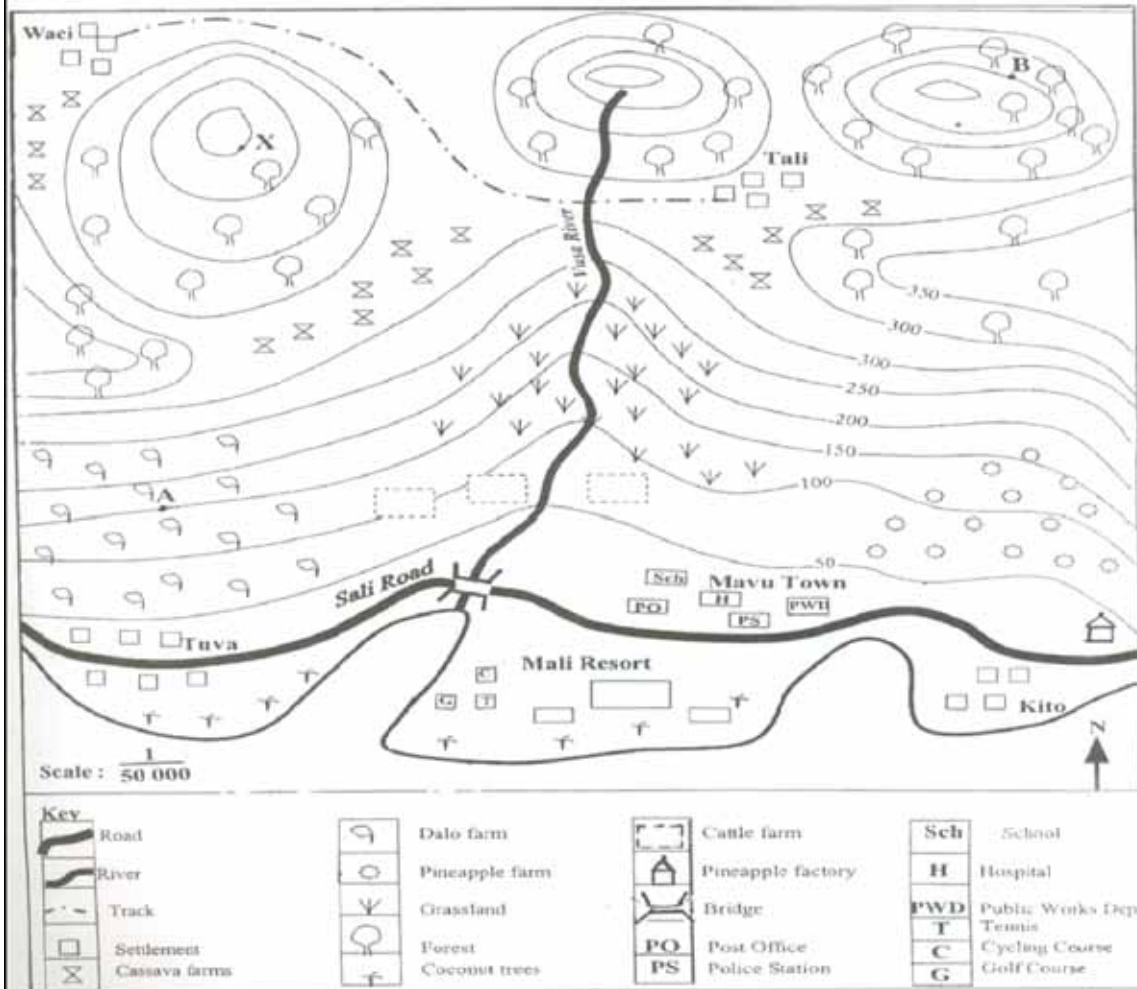 Waci
B
X
Tali
Vusa River
350
300
300
250
200
A
150
100
50
Sali Road
Sch
Mavu Town
PO
H
PS
PWD
Tuva
Mali Resort
C
G
T
Kito
N
Scale : 1
50 000
Key
Road
River
Track
Settlement
Cassava farms
Dalo farm
Pineapple farm
Grassland
Forest
Coconut trees
Cattle farm
Pineapple factory
Bridge
PO Post Office
PS Police Station
Sch School
H Hospital
PWD Public Works Dep
T Tennis
C Cycling Course
G Golf Course